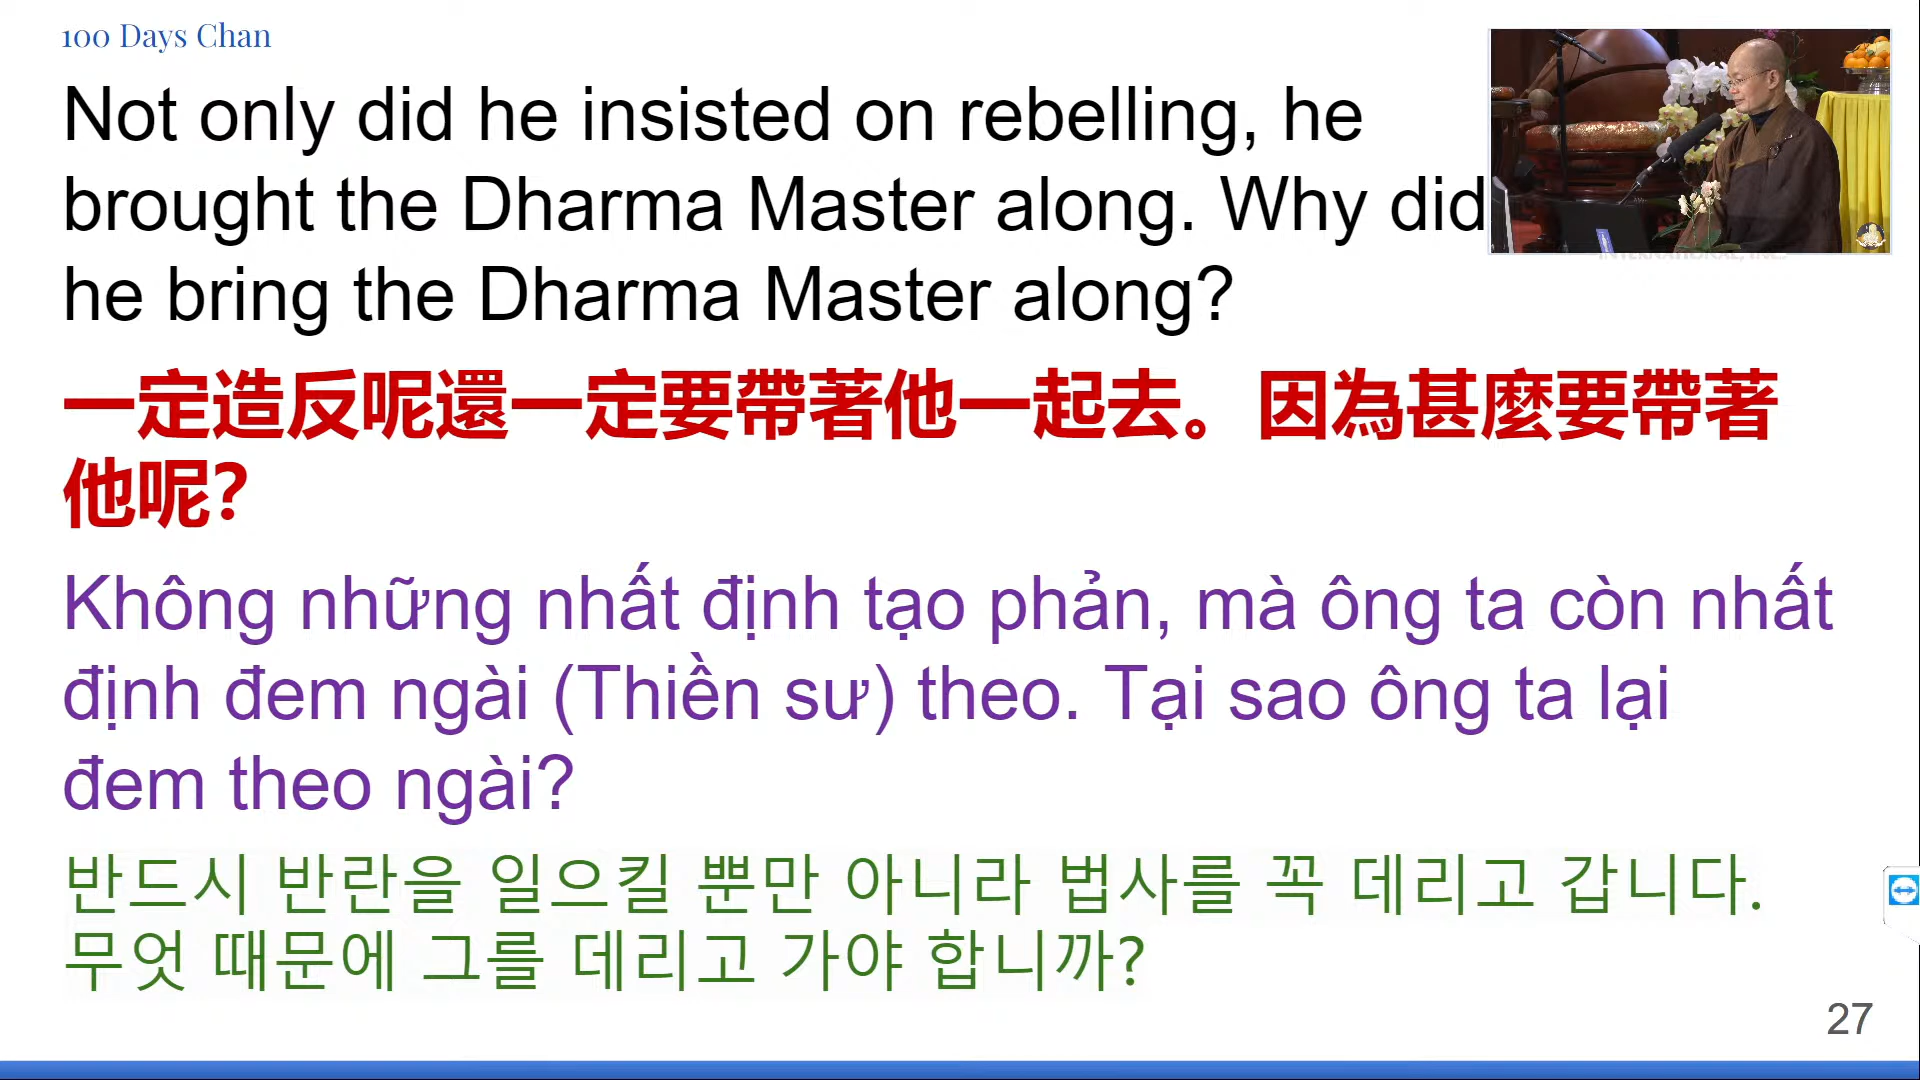 100 Days Chan
Not only did he insisted on rebelling, he
brought the Dharma Master along. Why did
he bring the Dharma Master along?
一定造反呢還一定要帶著他一起去。因為甚麼要帶著
他呢?
Không những nhất định tạo phản, mà ông ta còn nhất
định đem ngài (Thiền sư) theo. Tại sao ông ta lại
đem theo ngài?
반드시 반란을 일으킬 뿐만 아니라 법사를 꼭 데리고 갑니다.
무엇 때문에 그를 데리고 가야 합니까?
27